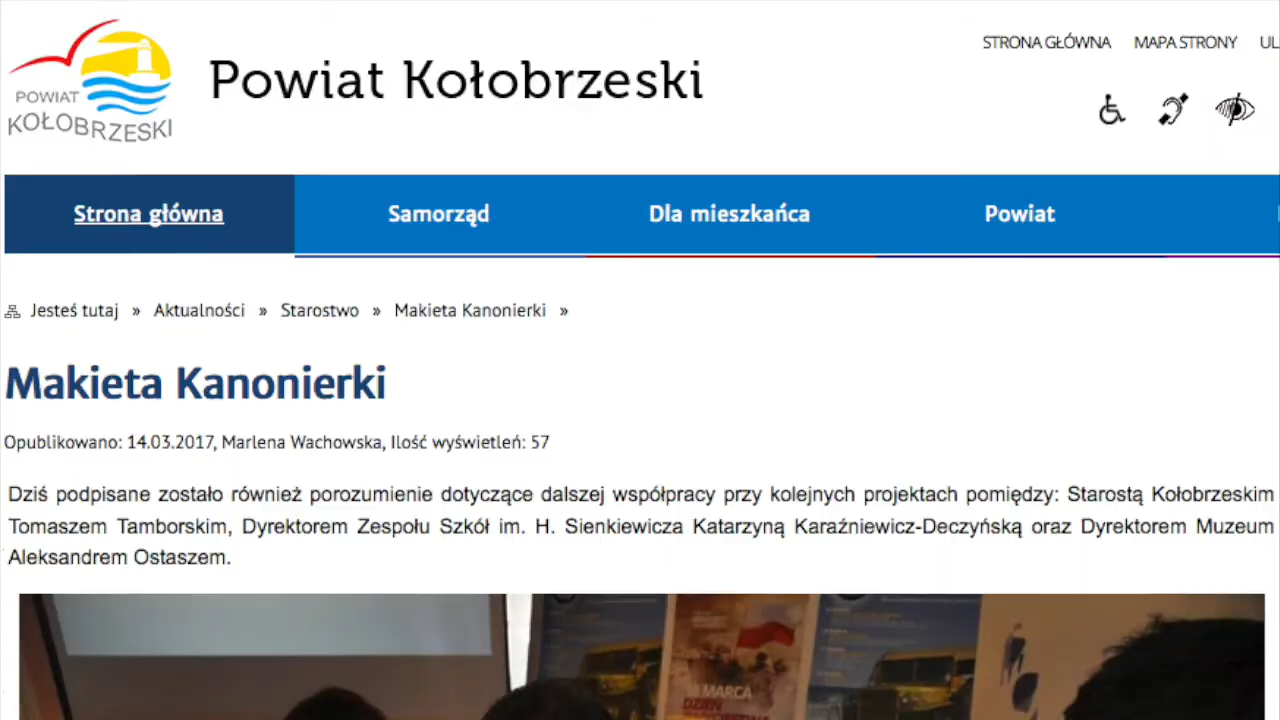 POWIAT
KOŁOBRZESKI
Powiat Kołobrzeski
STRONA GŁÓWNA MAPA STRONY UL
Strona główna Samorząd Dla mieszkańca Powiat
Jesteś tutaj » Aktualności » Starostwo » Makieta Kanonierki »
Makieta Kanonierki
Opublikowano: 14.03.2017, Marlena Wachowska, Ilość wyświetleń: 57
Dziś podpisane zostało również porozumienie dotyczące dalszej współpracy przy kolejnych projektach pomiędzy: Starostą Kołobrzeskim
Tomaszem Tamborskim, Dyrektorem Zespołu Szkół im. H. Sienkiewicza Katarzyną Karaźniewicz-Deczyńską oraz Dyrektorem Muzeum
Aleksandrem Ostaszem.
MARCA
DZIEŃ